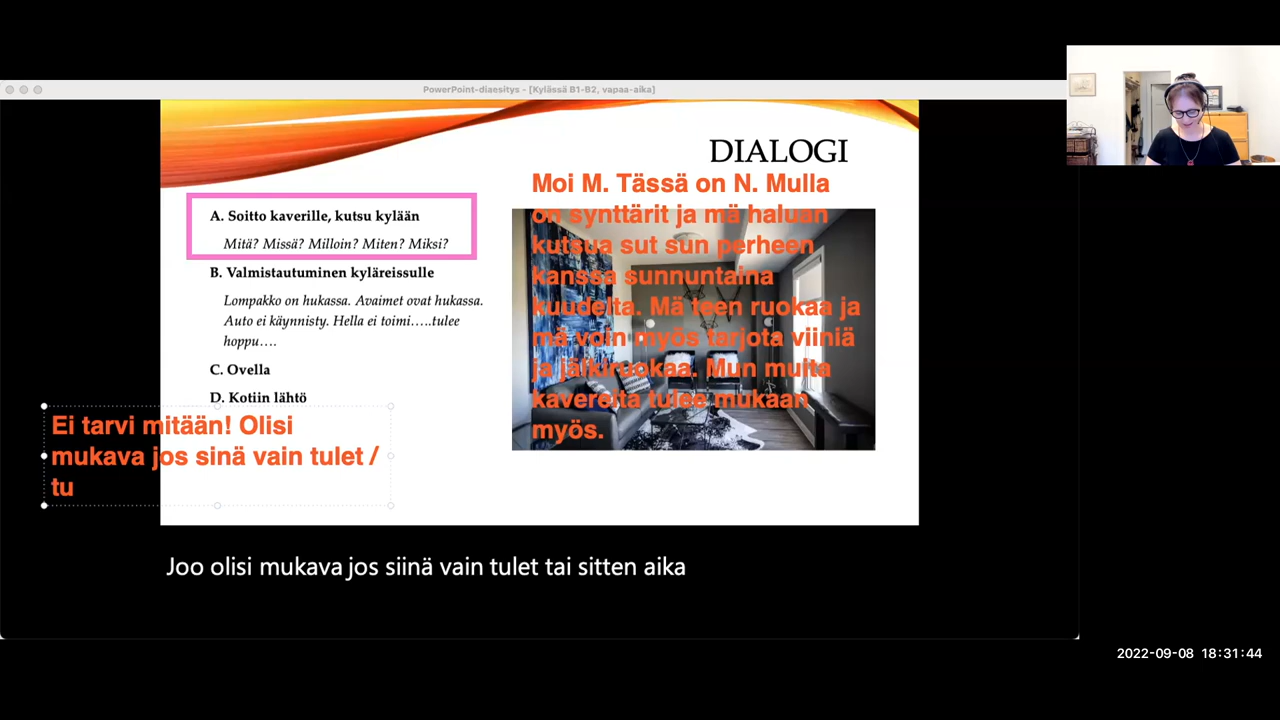 PowerPoint-diaesitys - [Kylässä B1-B2, vapaa-aika]
DIALOGI
A. Soitto kaverille, kutsu kylään
Mitä? Missä? Milloin? Miten? Miksi?
B. Valmistautuminen kyläreissulle
Lompakko on hukassa. Avaimet ovat hukassa.
Auto ei käynnisty. Hella ei toimi…..tulee
hoppu….
C. Ovella
D. Kotiin lähtö
Moi M. Tässä on N. Mulla
on synttärit ja mä haluan
kutsua sut sun perheen
kanssa sunnuntaina
kuudelta. Mä teen ruokaa ja
mä voin myös tarjota viiniä
ja jälkiruokaa. Mun muita
kavereita tulee mukaan
myös.
Ei tarvi mitään! Olisi
mukava jos sinä vain tulet /
tu
Joo olisi mukava jos siinä vain tulet tai sitten aika
2022-09-08 18:31:44